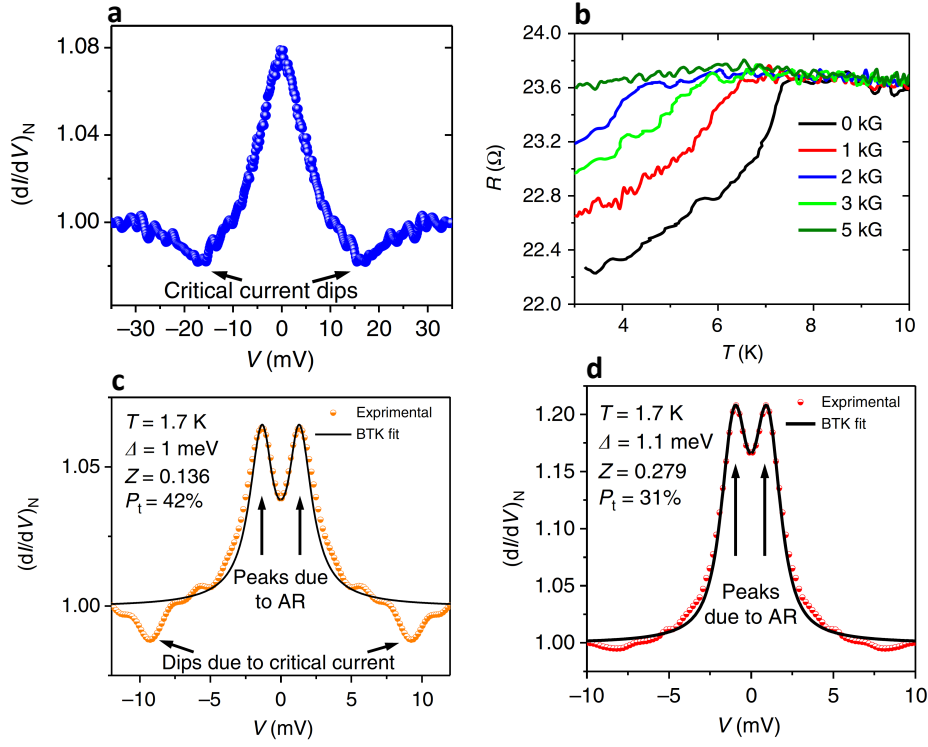 a
1.08
1.04
1.00
(dI/dV)N
Critical current dips
−30 −20 −10 0 10 20 30
V (mV)
b
24.0
23.6
23.2
22.8
22.4
22.0
R (Ω)
0 kG
1 kG
2 kG
3 kG
5 kG
4 6 8 10
T (K)
c
T = 1.7 K
Δ = 1 meV
Z = 0.136
Pt = 42%
Exprimental
BTK fit
1.05
1.00
(dI/dV)N
Peaks due
to AR
Dips due to critical current
−10 −5 0 5 10
V (mV)
d
T = 1.7 K
Δ = 1.1 meV
Z = 0.279
Pt = 31%
Experimental
BTK fit
1.20
1.15
1.10
1.05
1.00
(dI/dV)N
Peaks
due to AR
−10 −5 0 5 10
V (mV)